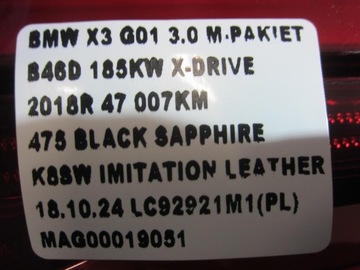 BMW X3 G01 3.0 M.PAKIET
B46D 185KW X-DRIVE
2018R 47 007KM
475 BLACK SAPPHIRE
K8SW IMITATION LEATHER
18.10.24 LC92921M1(PL)
MAG00019051